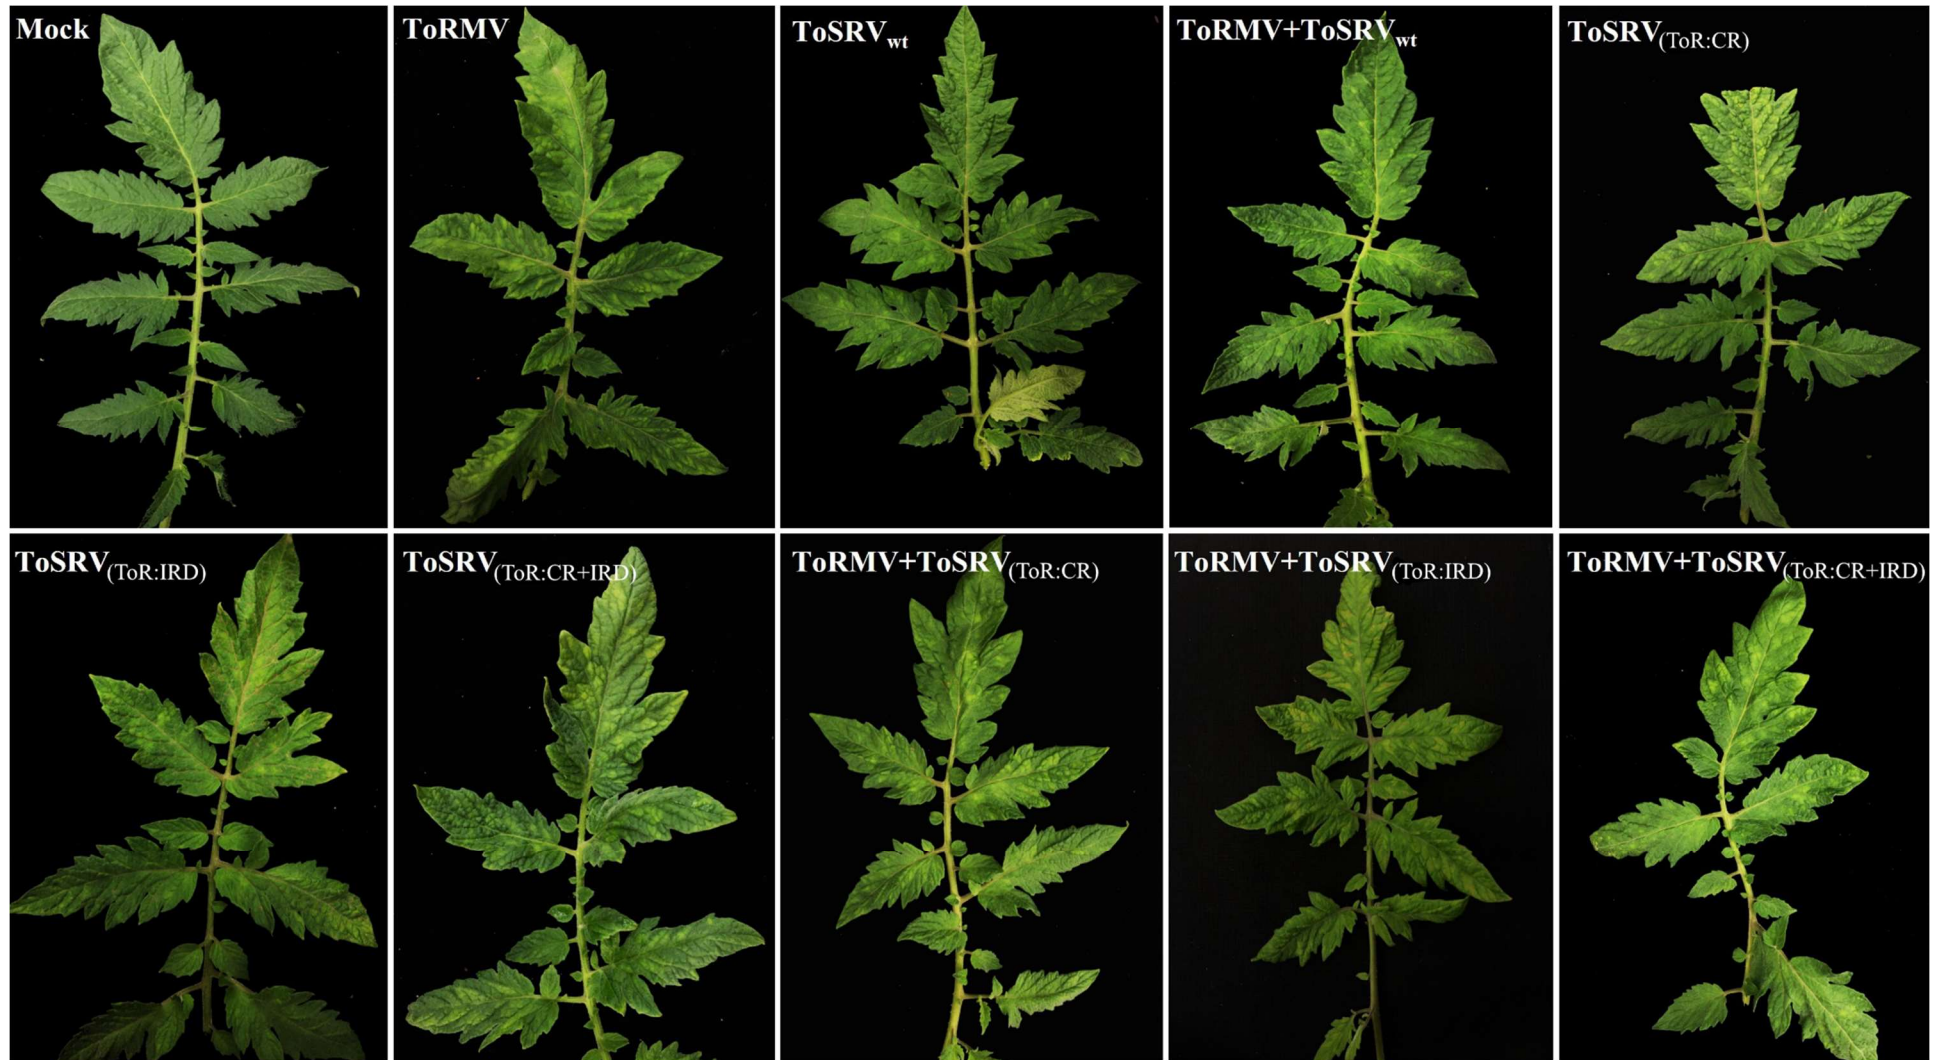 Mock
ToRMV
ToSRVwt
ToRMV+ToSRVwt
ToSRV(ToR:CR)
ToSRV(ToR:IRD)
ToSRV(ToR:CR+IRD)
ToRMV+ToSRV(ToR:CR)
ToRMV+ToSRV(ToR:IRD)
ToRMV+ToSRV(ToR:CR+IRD)